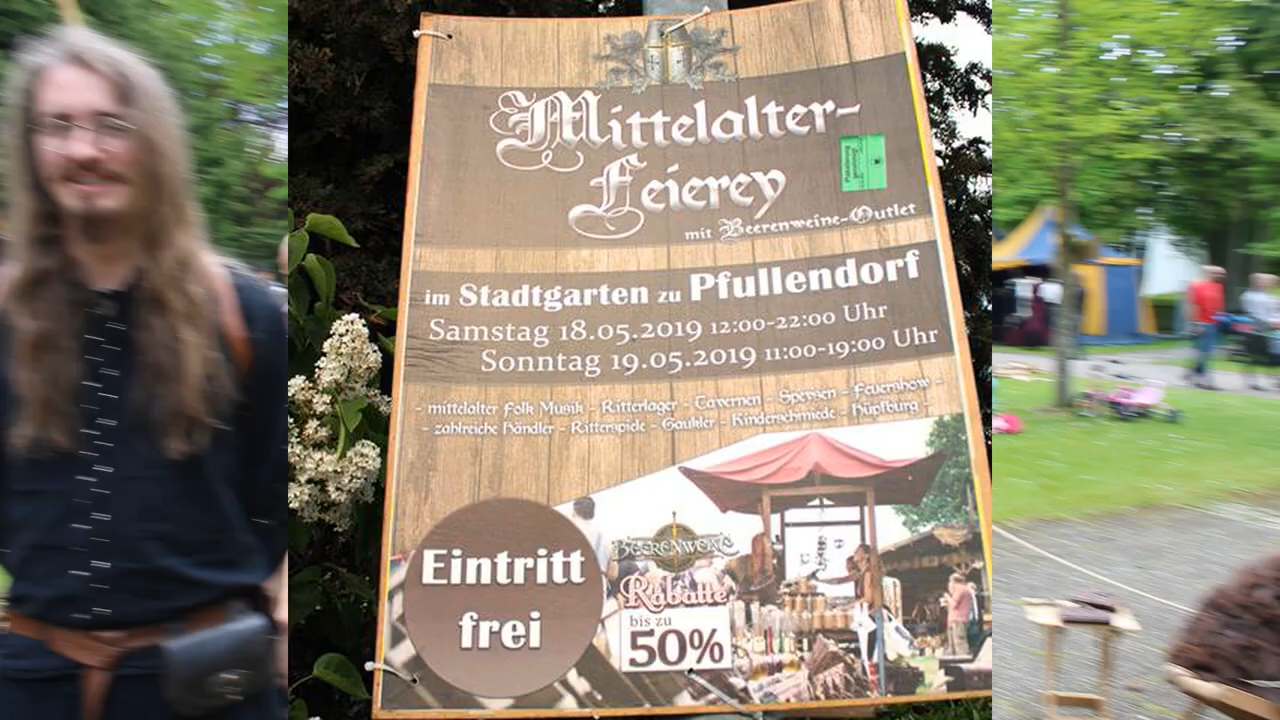 Mittelalter-
Feierey
mit Beerenweine-Outlet
im Stadtgarten zu Pfullendorf
Samstag 18.05.2019 12:00-22:00 Uhr
Sonntag 19.05.2019 11:00-19:00 Uhr
- mittelalter Folk Musik - Ritterlager - Tavernen - Speysen - Feuershow -
- zahlreiche Händler - Ritterspiele - Gaukler - Kinderschmiede - Hüpfburg -
Eintritt
frei
BEERENWEINE
Rabatte
bis zu
50%